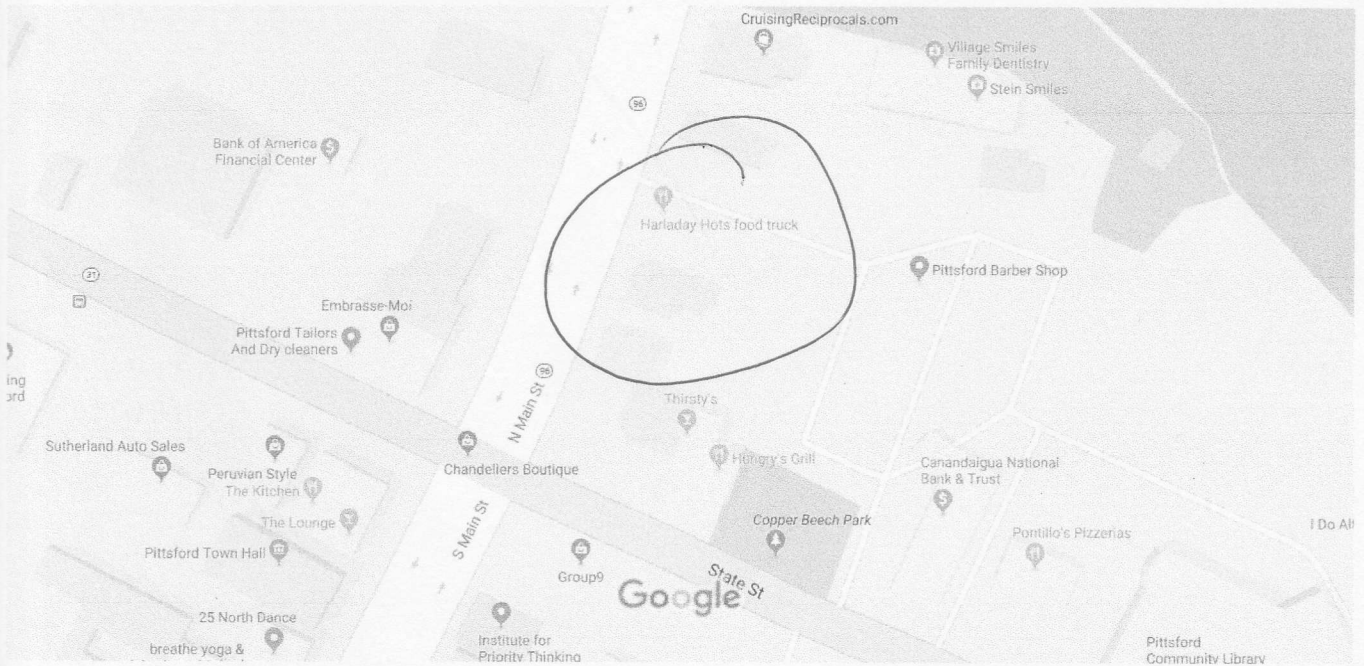 CruisingReciprocals.com
Village Smiles
Family Dentistry
Stein Smiles
96
Bank of America
Financial Center
Harladay Hots food truck
Pittsford Barber Shop
31
Embrasse-Moi
Pittsford Tailors
And Dry cleaners
ing
ord
96
N Main St
Thirsty's
Sutherland Auto Sales
Chandeliers Boutique
Hungry's Grill
Canandaigua National
Bank & Trust
Peruvian Style
The Kitchen
The Lounge
Copper Beech Park
Pontillo's Pizzerias
I Do Alt
S Main St
Pittsford Town Hall
Group9
State St
Google
25 North Dance
breathe yoga &
Institute for
Priority Thinking
Pittsford
Community Library